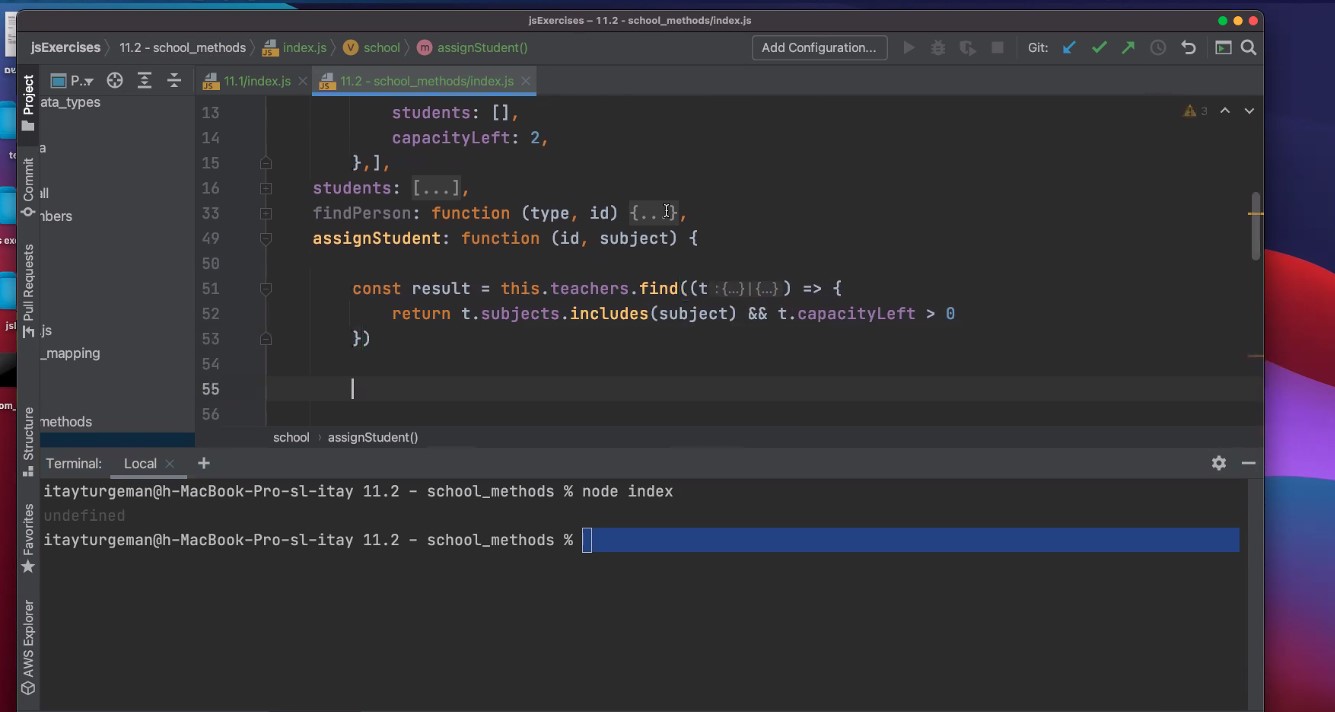 jsExercises – 11.2 - school_methods/index.js
jsExercises 11.2 - school_methods index.js school assignStudent()
Add Configuration... Git:
Project P.. 11.1/index.js 11.2 - school_methods/index.js
ata_types
a
all
nbers
.js
_mapping
methods
Commit
Pull Requests
Structure
Favorites
AWS Explorer
13 students: [],
14 capacityLeft: 2,
15 },],
16 students: [...],
33 findPerson: function (type, id) {...},
49 assignStudent: function (id, subject) {
50
51 const result = this.teachers.find((t :{...}|{...} ) => {
52 return t.subjects.includes(subject) && t.capacityLeft > 0
53 })
54
55
56
3
school assignStudent()
Terminal: Local
itayturgeman@h-MacBook-Pro-sl-itay 11.2 - school_methods % node index
undefined
itayturgeman@h-MacBook-Pro-sl-itay 11.2 - school_methods %